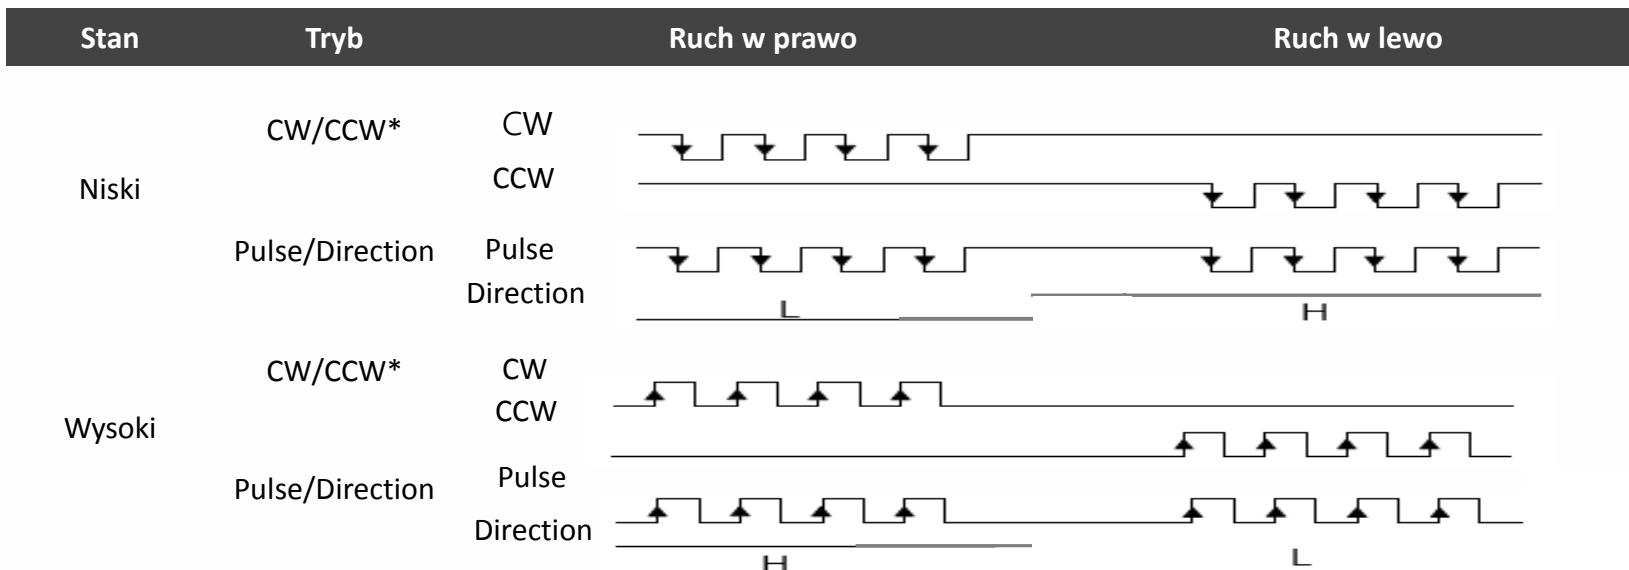 Stan Tryb Ruch w prawo Ruch w lewo
CW/CCW* CW
Niski CCW
Pulse/Direction Pulse
Direction
L H
CW/CCW* CW
CCW
Wysoki
Pulse/Direction Pulse
Direction
H L